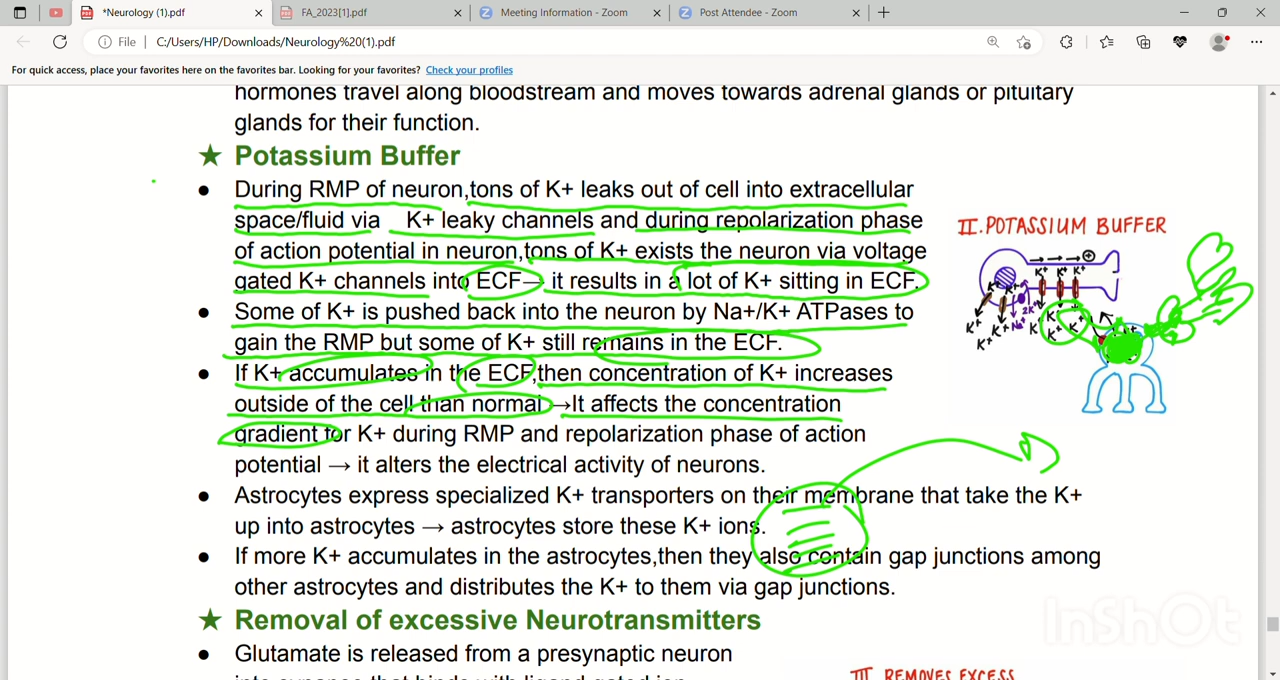 *Neurology (1).pdf
FA_2023[1].pdf
Meeting Information - Zoom
Post Attendee - Zoom
File
C:/Users/HP/Downloads/Neurology%20(1).pdf
For quick access, place your favorites here on the favorites bar. Looking for your favorites? Check your profiles
hormones travel along bloodstream and moves towards adrenal glands or pituitary
glands for their function.
★ Potassium Buffer
● During RMP of neuron,tons of K+ leaks out of cell into extracellular
space/fluid via K+ leaky channels and during repolarization phase
of action potential in neuron,tons of K+ exists the neuron via voltage
gated K+ channels into ECF→ it results in a lot of K+ sitting in ECF.
● Some of K+ is pushed back into the neuron by Na+/K+ ATPases to
gain the RMP but some of K+ still remains in the ECF.
● If K+ accumulates in the ECF,then concentration of K+ increases
outside of the cell than normal →It affects the concentration
gradient for K+ during RMP and repolarization phase of action
potential → it alters the electrical activity of neurons.
● Astrocytes express specialized K+ transporters on their membrane that take the K+
up into astrocytes → astrocytes store these K+ ions.
● If more K+ accumulates in the astrocytes,then they also contain gap junctions among
other astrocytes and distributes the K+ to them via gap junctions.
★ Removal of excessive Neurotransmitters
● Glutamate is released from a presynaptic neuron
II. POTASSIUM BUFFER
K+ K+ K+
K+ K+
2K+
Na+
K+ K+
K+ K+ K+ K+
K+
III REMOVES EXCESS
InShOt